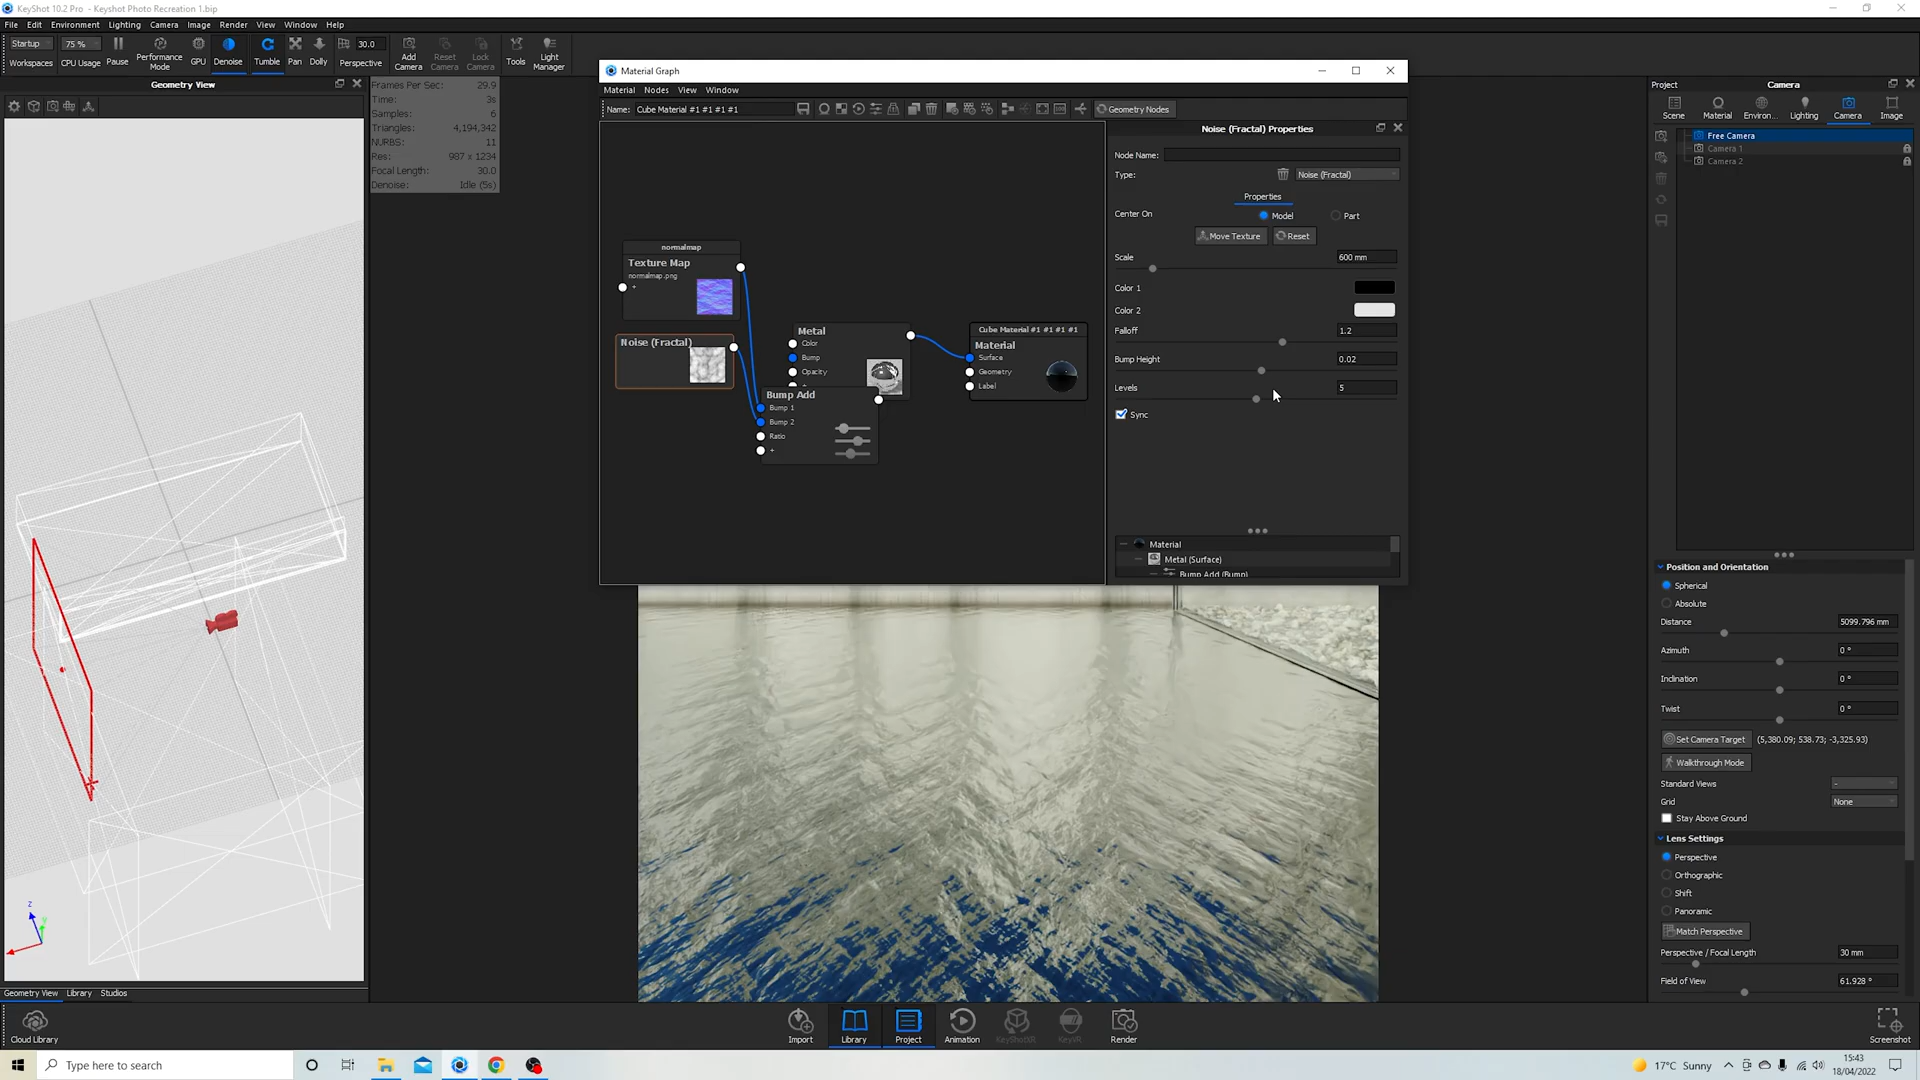 KeyShot 10.2 Pro - Keyshot Photo Recreation 1.bip
File Edit Environment Lighting Camera Image Render View Window Help
Startup 75 % 30.0
Workspaces CPU Usage Pause Performance Mode GPU Denoise Tumble Pan Dolly Perspective Add Camera Reset Camera Lock Camera Tools Light Manager
Geometry View
Frames Per Sec: 29.9
Time: 3s
Samples: 6
Triangles: 4,194,342
NURBS: 11
Res: 987 x 1234
Focal Length: 30.0
Denoise: Idle (5s)
Material Graph
Material Nodes View Window
Name: Cube Material #1 #1 #1 #1
Geometry Nodes
normalmap
Texture Map
normalmap.png
+
Noise (Fractal)
Metal
Color
Bump
Opacity
Bump Add
Bump 1
Bump 2
Ratio
+
Cube Material #1 #1 #1 #1
Material
Surface
Geometry
Label
Noise (Fractal) Properties
Node Name:
Type: Noise (Fractal)
Properties
Center On Model Part
Move Texture Reset
Scale 600 mm
Color 1
Color 2
Falloff 1.2
Bump Height 0.02
Levels 5
Sync
Material
Metal (Surface)
Bump Add (Bump)
Project Camera
Scene Material Environ... Lighting Camera Image
Free Camera
Camera 1
Camera 2
Position and Orientation
Spherical
Absolute
Distance 5099.796 mm
Azimuth 0 °
Inclination 0 °
Twist 0 °
Set Camera Target (5,380.09; 538.73; -3,325.93)
Walkthrough Mode
Standard Views -
Grid None
Stay Above Ground
Lens Settings
Perspective
Orthographic
Shift
Panoramic
Match Perspective
Perspective / Focal Length 30 mm
Field of View 61.928 °
z
y
Geometry View Library Studios
Cloud Library Import Library Project Animation KeyShotXR KeyVR Render Screenshot
Type here to search
17°C Sunny
15:43
18/04/2022